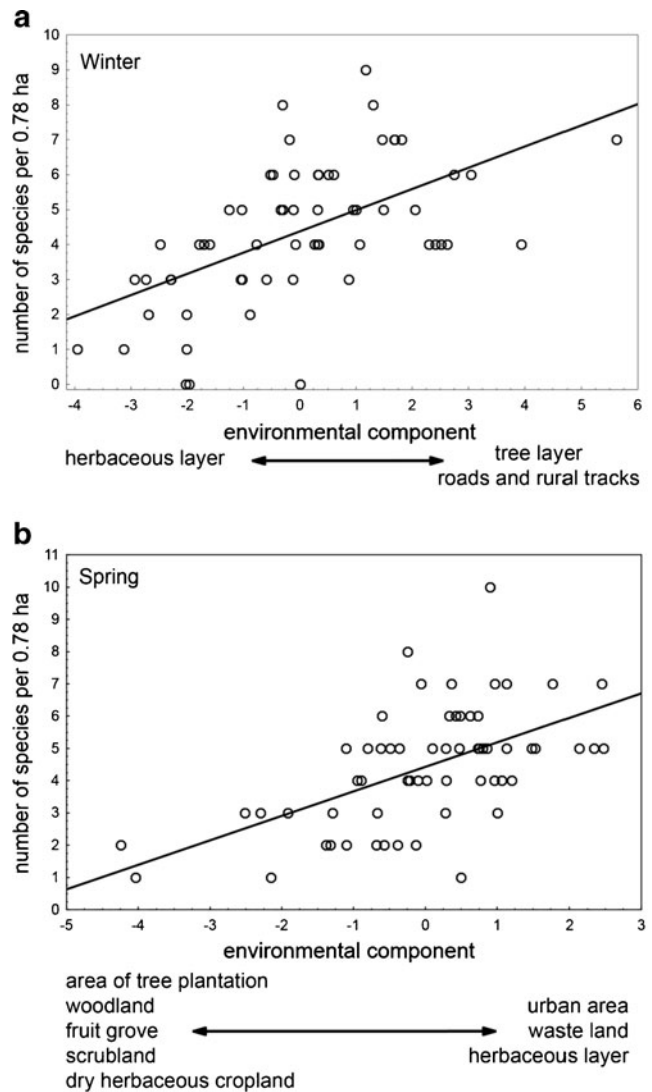 a
Winter
number of species per 0.78 ha
10
9
8
7
6
5
4
3
2
1
0
-4 -3 -2 -1 0 1 2 3 4 5 6
environmental component
herbaceous layer
tree layer
roads and rural tracks
b
Spring
number of species per 0.78 ha
11
10
9
8
7
6
5
4
3
2
1
0
-5 -4 -3 -2 -1 0 1 2 3
environmental component
area of tree plantation
woodland
fruit grove
scrubland
dry herbaceous cropland
urban area
waste land
herbaceous layer